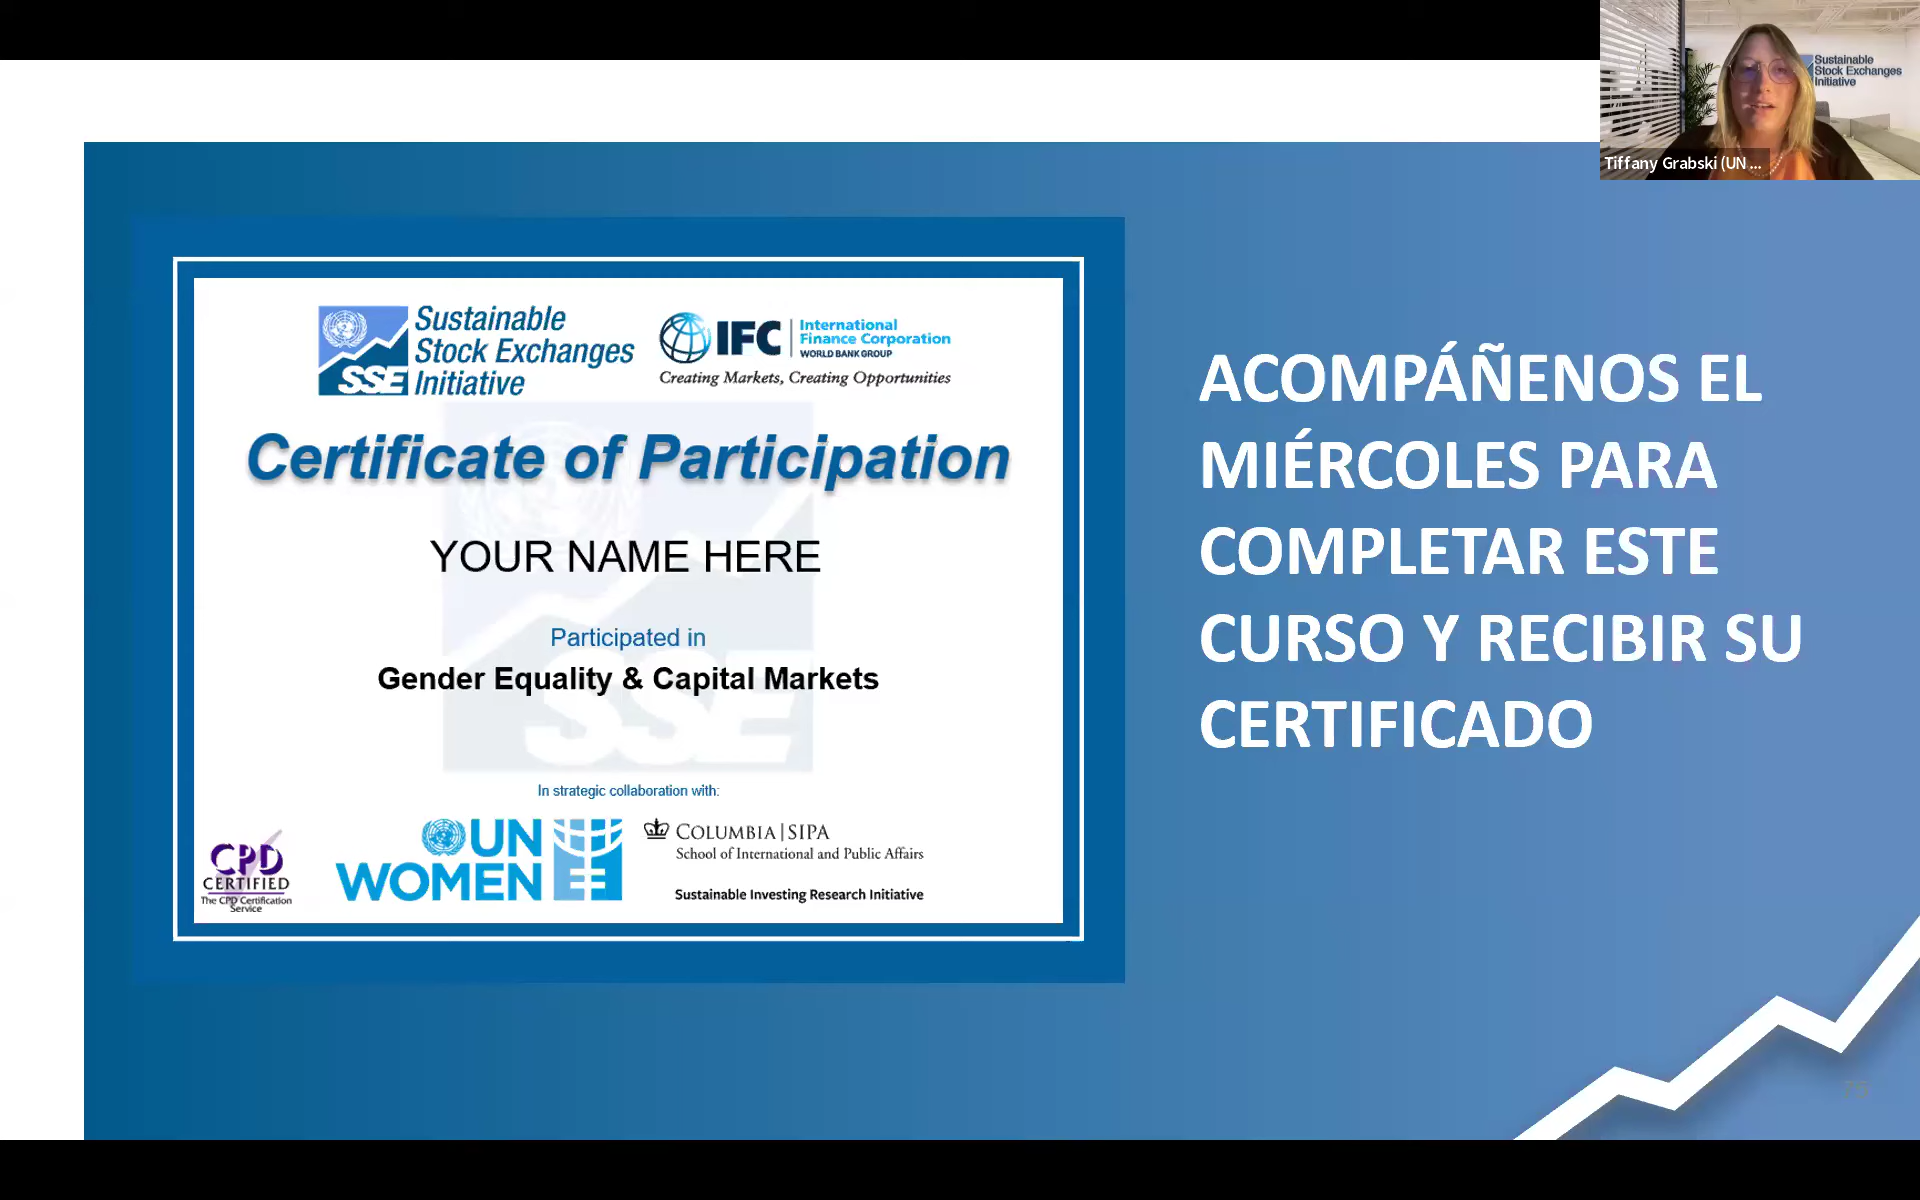 Sustainable
Stock Exchanges
Initiative
Tiffany Grabski (UN ...
SSE
Sustainable
Stock Exchanges
Initiative
IFC
International
Finance Corporation
WORLD BANK GROUP
Creating Markets, Creating Opportunities
Certificate of Participation
YOUR NAME HERE
Participated in
Gender Equality & Capital Markets
SSE
In strategic collaboration with:
CPD
CERTIFIED
The CPD Certification
Service
UN
WOMEN
COLUMBIA | SIPA
School of International and Public Affairs
Sustainable Investing Research Initiative
ACOMPÁÑENOS EL
MIÉRCOLES PARA
COMPLETAR ESTE
CURSO Y RECIBIR SU
CERTIFICADO